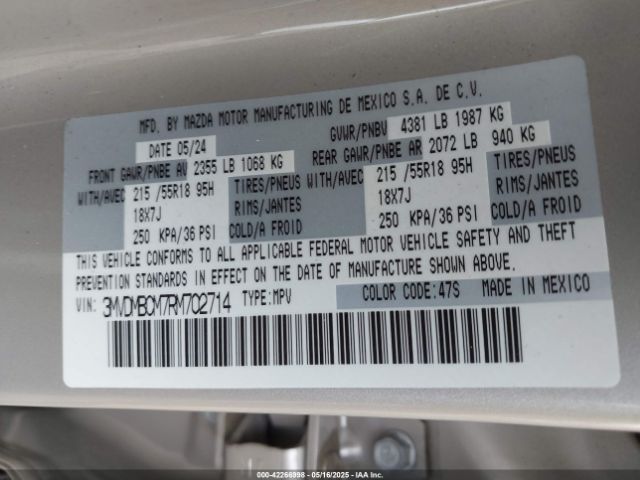 MFD. BY MAZDA MOTOR MANUFACTURING DE MEXICO S.A. DE C.V.
DATE 05/24 GVWR/PNBV 4381 LB 1987 KG
FRONT GAWR/PNBE AV 2355 LB 1068 KG REAR GAWR/PNBE AR 2072 LB 940 KG
WITH/AVEC 215 /55R18 95H TIRES/PNEUS WITH/AVEC 215 /55R18 95H TIRES/PNEUS
18X7J RIMS/JANTES 18X7J RIMS/JANTES
250 KPA/36 PSI COLD/A FROID 250 KPA/36 PSI COLD/A FROID
THIS VEHICLE CONFORMS TO ALL APPLICABLE FEDERAL MOTOR VEHICLE SAFETY AND THEFT
PREVENTION STANDARDS IN EFFECT ON THE DATE OF MANUFACTURE SHOWN ABOVE.
VIN: 3MVDMBCM7RM702714 TYPE:MPV COLOR CODE:47S MADE IN MEXICO
000-42266998 - 05/16/2025 - IAA Inc.